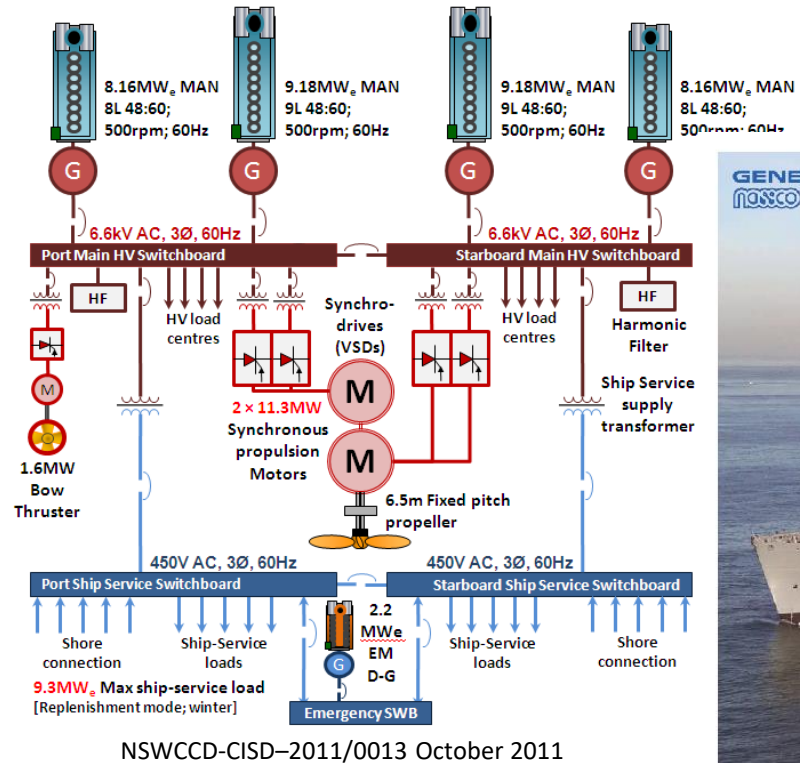 8.16MWe MAN
8L 48:60;
500rpm; 60Hz
9.18MWe MAN
9L 48:60;
500rpm; 60Hz
9.18MWe MAN
9L 48:60;
500rpm; 60Hz
8.16MWe MAN
8L 48:60;
500rpm; 60Hz
G
G
G
G
6.6kV AC, 3Ø, 60Hz
6.6kV AC, 3Ø, 60Hz
Port Main HV Switchboard
Starboard Main HV Switchboard
HF
HV load
centres
Synchro-
drives
(VSDs)
HV load
centres
HF
Harmonic
Filter
M
M
M
2 × 11.3MW
Synchronous
propulsion
Motors
Ship Service
supply
transformer
1.6MW
Bow
Thruster
6.5m Fixed pitch
propeller
450V AC, 3Ø, 60Hz
450V AC, 3Ø, 60Hz
Port Ship Service Switchboard
Starboard Ship Service Switchboard
Shore
connection
Ship-Service
loads
2.2
MWe
EM
D-G
G
Ship-Service
loads
Shore
connection
9.3MWe Max ship-service load
[Replenishment mode; winter]
Emergency SWB
NSWCCD-CISD–2011/0013 October 2011